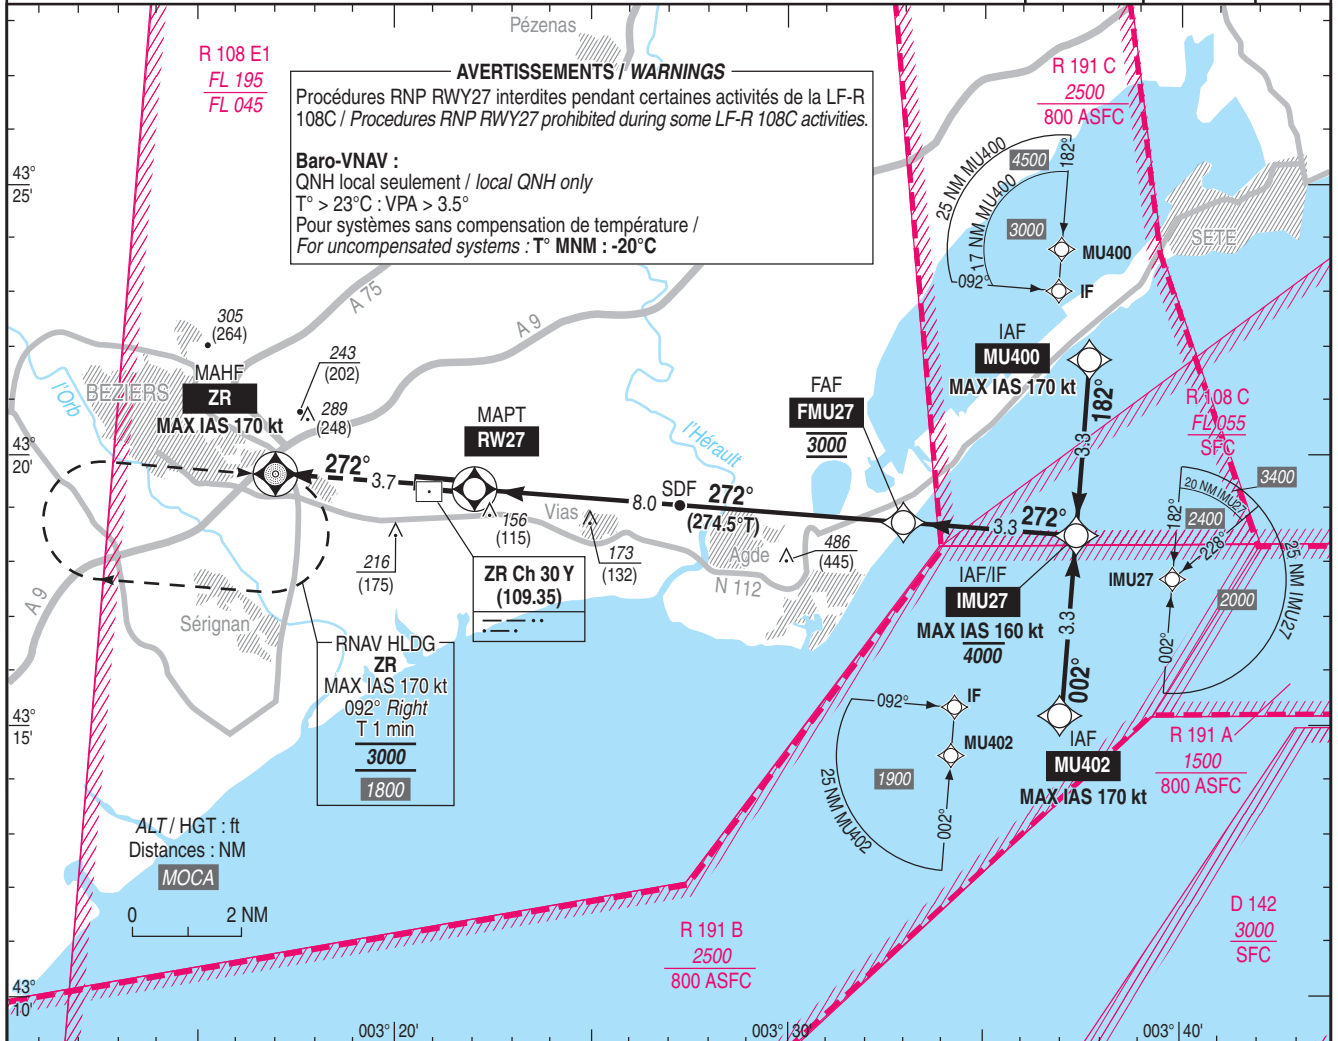 Pézenas
R 108 E1
FL 195
FL 045
AVERTISSEMENTS / WARNINGS
Procédures RNP RWY27 interdites pendant certaines activités de la LF-R
108C / Procedures RNP RWY27 prohibited during some LF-R 108C activities.
Baro-VNAV :
QNH local seulement / local QNH only
T° > 23°C : VPA > 3.5°
Pour systèmes sans compensation de température /
For uncompensated systems : T° MNM : -20°C
R 191 C
2500
800 ASFC
43°
25'
25 NM MU400
17 NM MU400
4500
3000
182°
092°
MU400
IF
SETE
A 75
A 9
305
(264)
243
(202)
289
(248)
BEZIERS
l'Orb
MAHF
ZR
MAX IAS 170 kt
MAPT
RW27
FAF
FMU27
3000
IAF
MU400
MAX IAS 170 kt
182°
3.3
R 108 C
FL 055
SFC
43°
20'
l'Hérault
272°
3.7
8.0
SDF
272°
(274.5°T)
3.3
272°
3400
20 NM IMU27
2400
182°
228°
IMU27
2000
002°
25 NM IMU27
156
(115)
Vias
173
(132)
216
(175)
Agde
N 112
486
(445)
ZR Ch 30 Y
(109.35)
IAF/IF
IMU27
MAX IAS 160 kt
4000
3.3
002°
A 9
Sérignan
RNAV HLDG
ZR
MAX IAS 170 kt
092° Right
T 1 min
3000
1800
43°
15'
092°
IF
MU402
1900
25 NM MU402
002°
IAF
MU402
MAX IAS 170 kt
R 191 A
1500
800 ASFC
ALT / HGT : ft
Distances : NM
MOCA
0 2 NM
R 191 B
2500
800 ASFC
D 142
3000
SFC
43°
10'
003° 20'
003° 30'
003° 40'